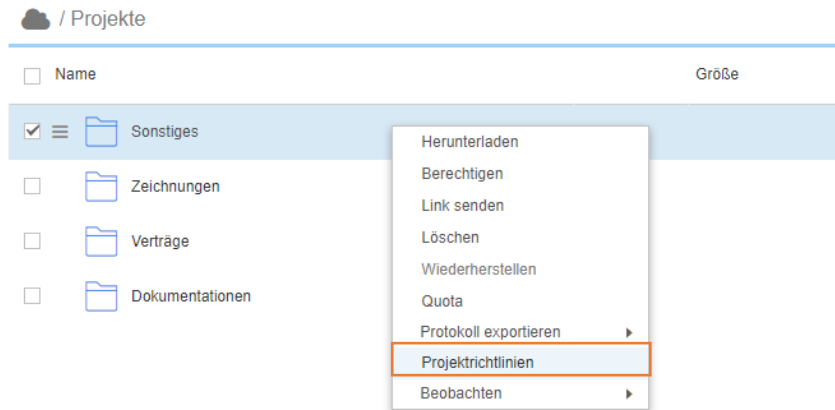 / Projekte
Name Größe
Sonstiges
Zeichnungen
Verträge
Dokumentationen
Herunterladen
Berechtigen
Link senden
Löschen
Wiederherstellen
Quota
Protokoll exportieren
Projektrichtlinien
Beobachten